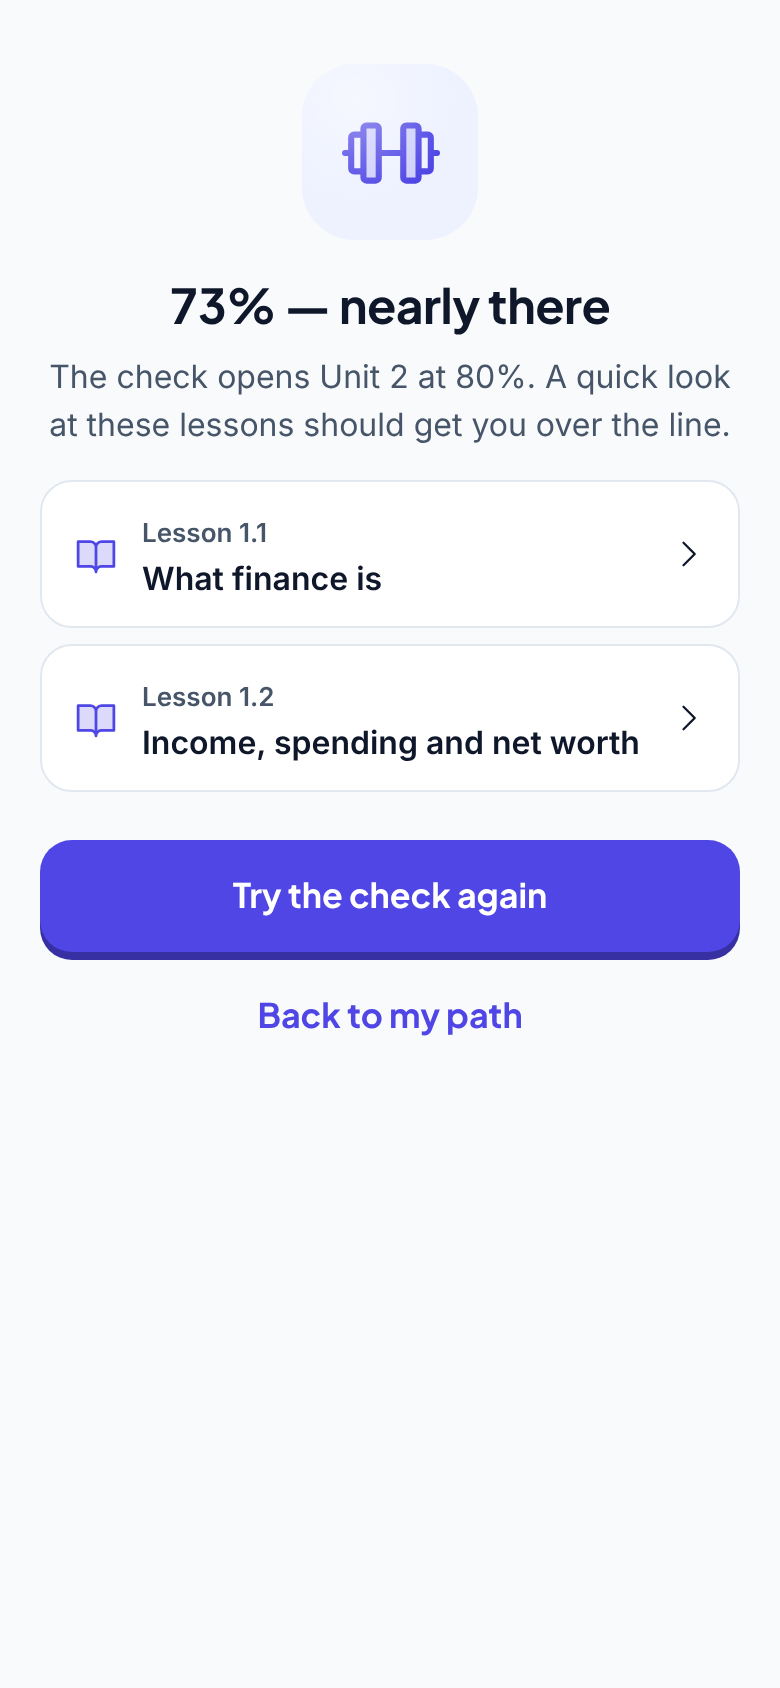 73% — nearly there
The check opens Unit 2 at 80%. A quick look
at these lessons should get you over the line.
Lesson 1.1
What finance is
Lesson 1.2
Income, spending and net worth
Try the check again
Back to my path